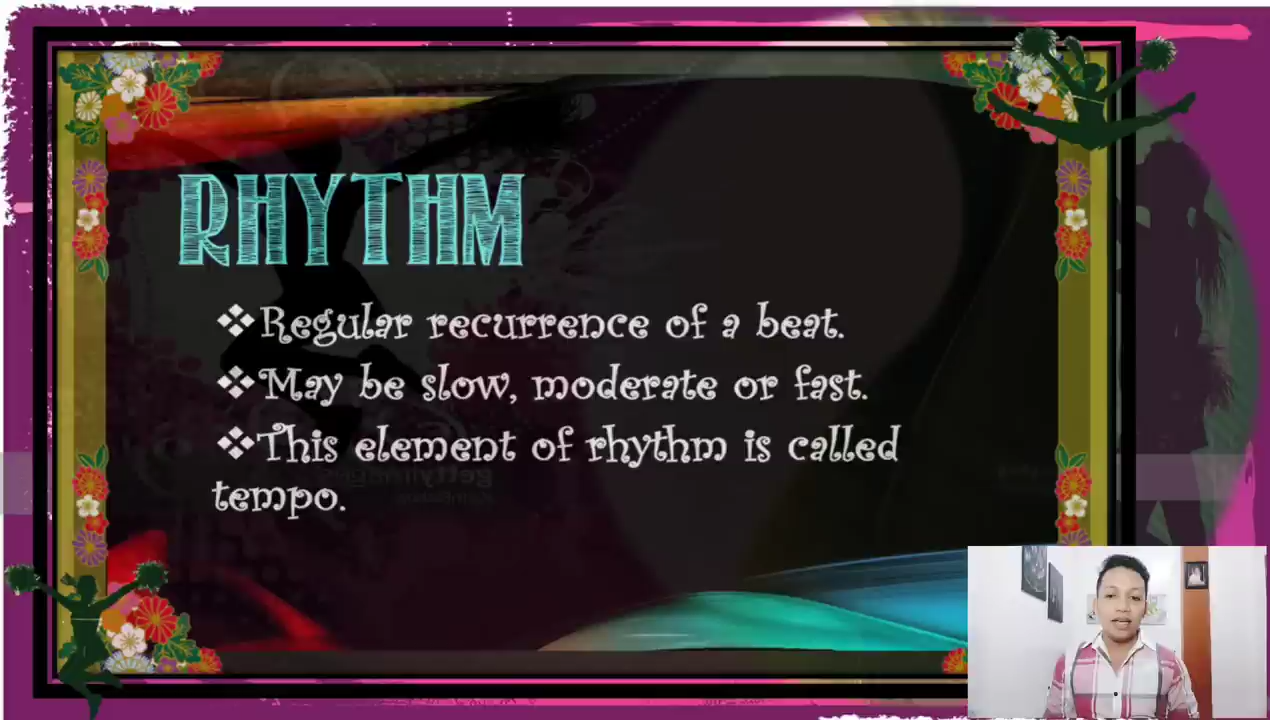 RHYTHM
❖Regular recurrence of a beat.
❖May be slow, moderate or fast.
❖This element of rhythm is called
tempo.